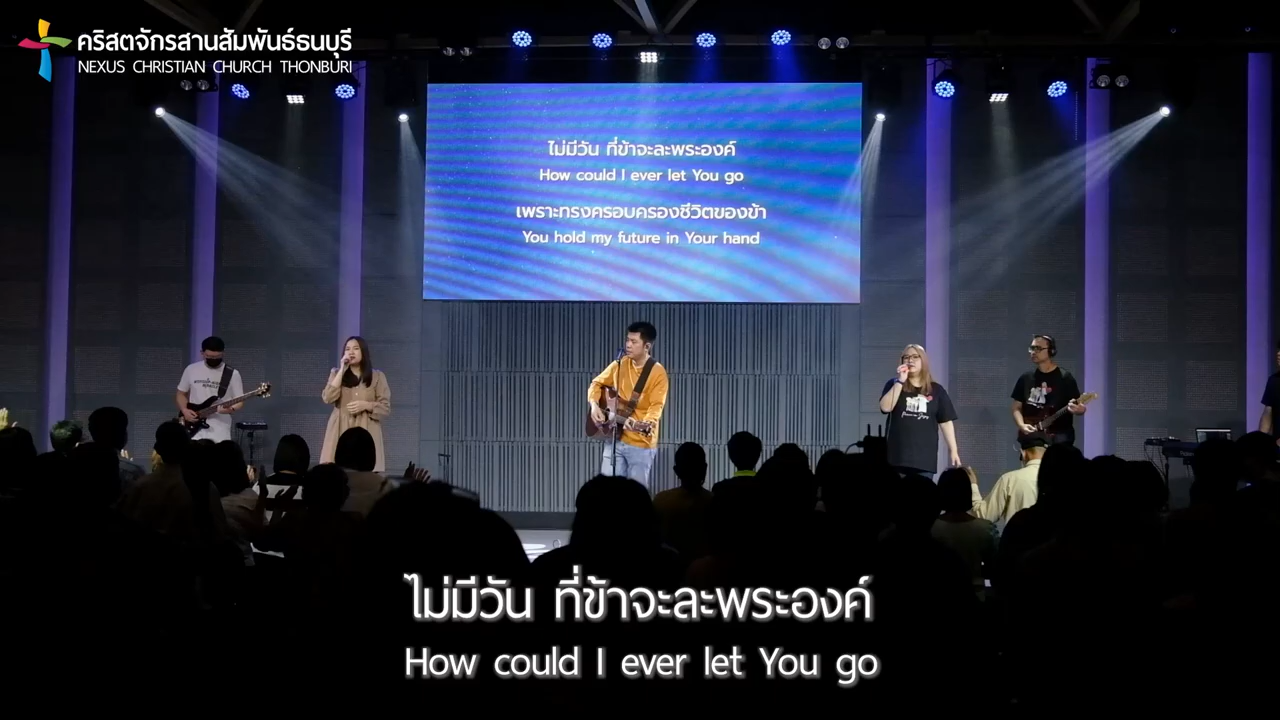 คริสตจักรสานสัมพันธ์ธนบุรี
NEXUS CHRISTIAN CHURCH THONBURI
ไม่มีวัน ที่ข้าจะละพระองค์
How could I ever let You go
เพราะทรงครอบครองชีวิตของข้า
You hold my future in Your hand
ไม่มีวัน ที่ข้าจะละพระองค์
How could I ever let You go